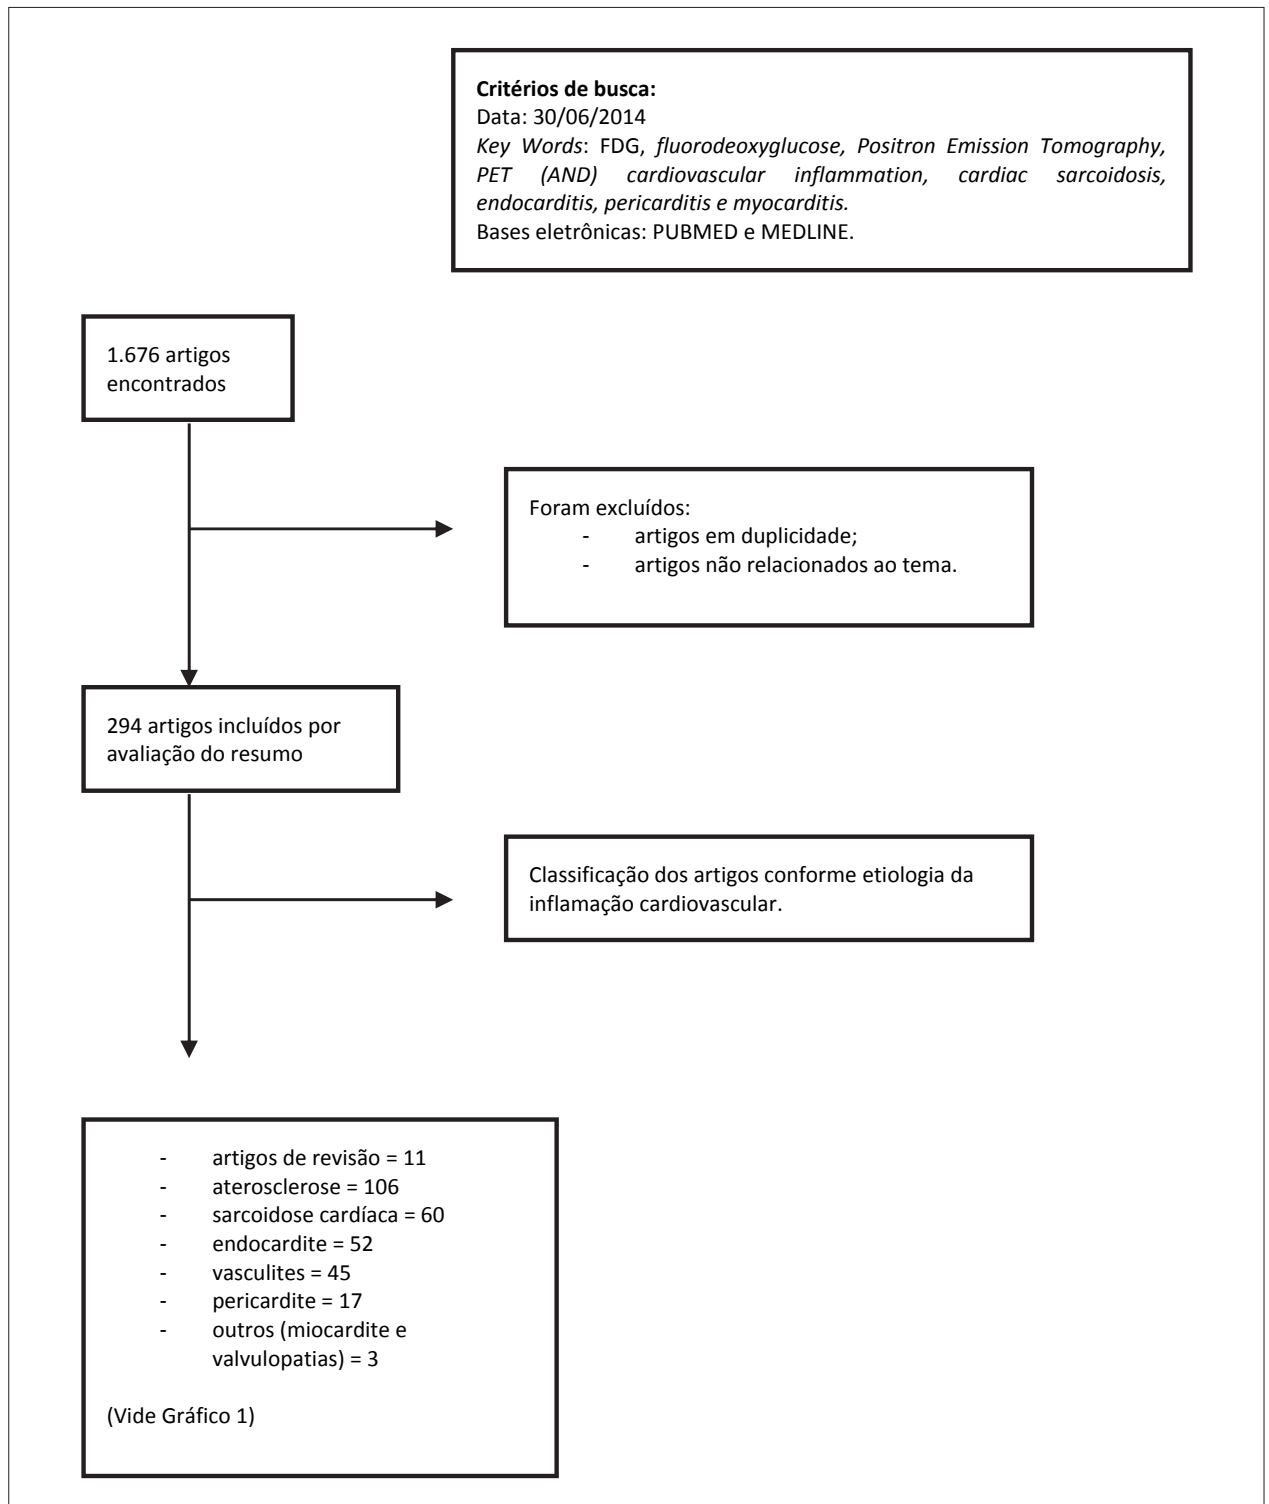 Critérios de busca:
Data: 30/06/2014
Key Words: FDG, fluorodeoxyglucose, Positron Emission Tomography,
PET (AND) cardiovascular inflammation, cardiac sarcoidosis,
endocarditis, pericarditis e myocarditis.
Bases eletrônicas: PUBMED e MEDLINE.
1.676 artigos
encontrados
Foram excluídos:
- artigos em duplicidade;
- artigos não relacionados ao tema.
294 artigos incluídos por
avaliação do resumo
Classificação dos artigos conforme etiologia da
inflamação cardiovascular.
- artigos de revisão = 11
- aterosclerose = 106
- sarcoidose cardíaca = 60
- endocardite = 52
- vasculites = 45
- pericardite = 17
- outros (miocardite e
valvulopatias) = 3
(Vide Gráfico 1)